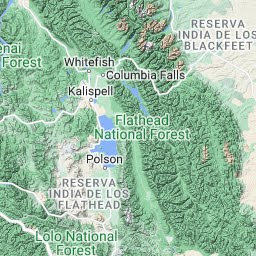 RESERVA
INDIA DE LOS
BLACKFEET
enai
Forest
Whitefish
Columbia Falls
Kalispell
Flathead
National Forest
Polson
RESERVA
INDIA DE LOS
FLATHEAD
Lolo National
Forest